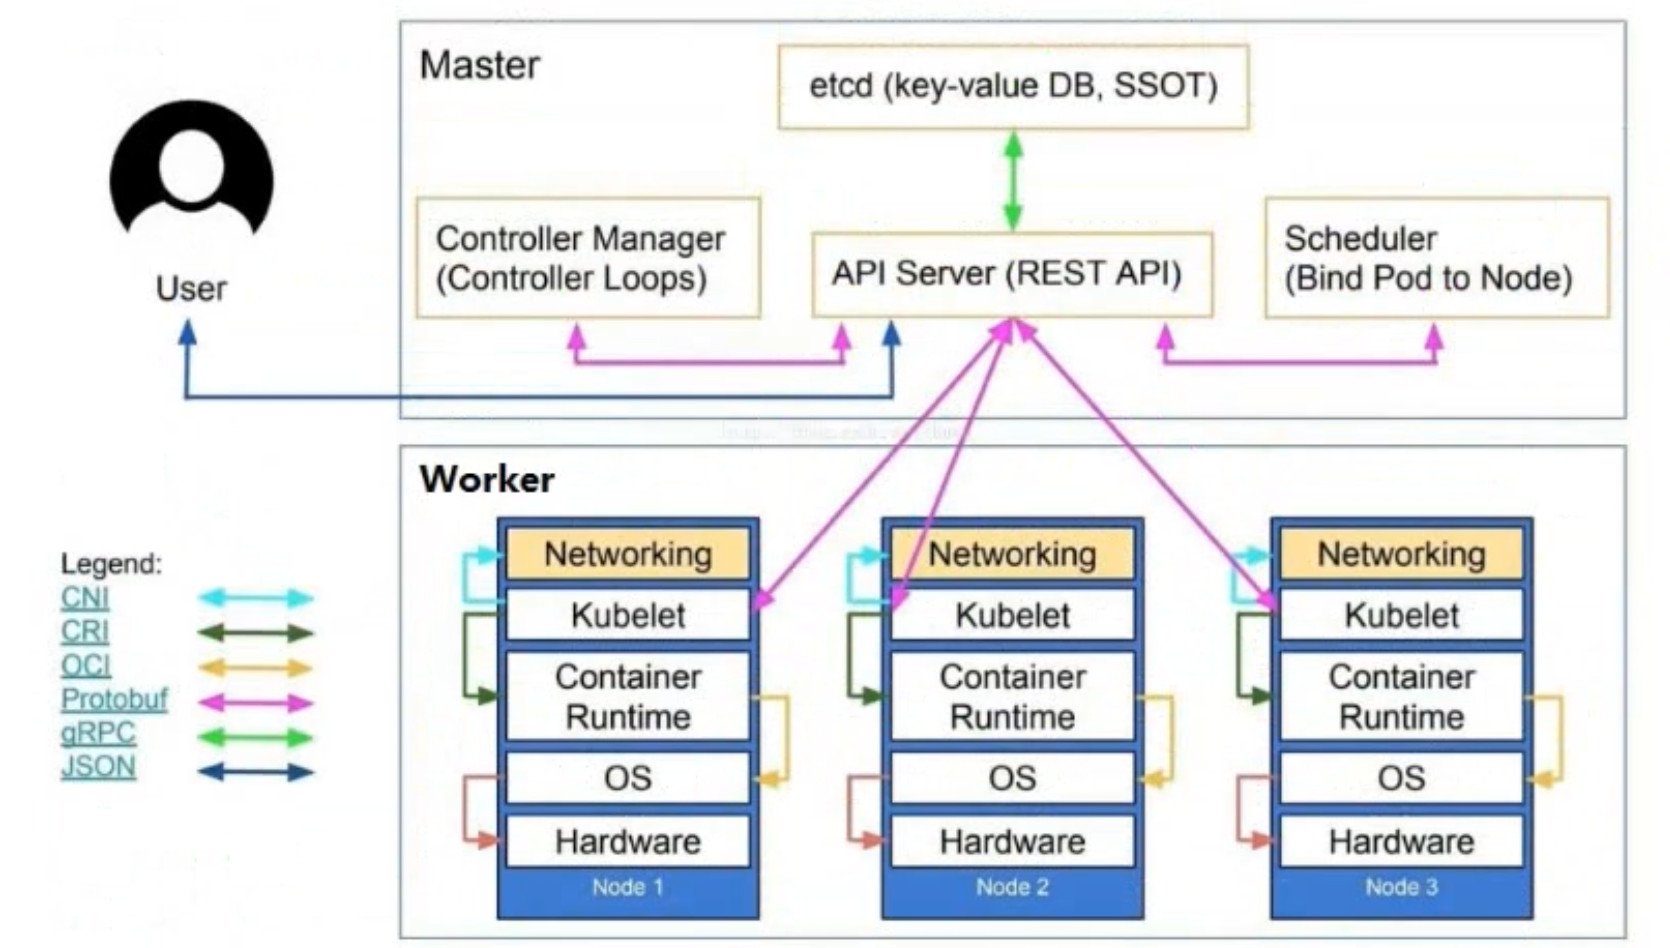 Master
etcd (key-value DB, SSOT)
Controller Manager
(Controller Loops)
API Server (REST API)
Scheduler
(Bind Pod to Node)
User
Worker
Legend:
CNI
CRI
OCI
Protobuf
gRPC
JSON
Networking
Kubelet
Container
Runtime
OS
Hardware
Node 1
Networking
Kubelet
Container
Runtime
OS
Hardware
Node 2
Networking
Kubelet
Container
Runtime
OS
Hardware
Node 3